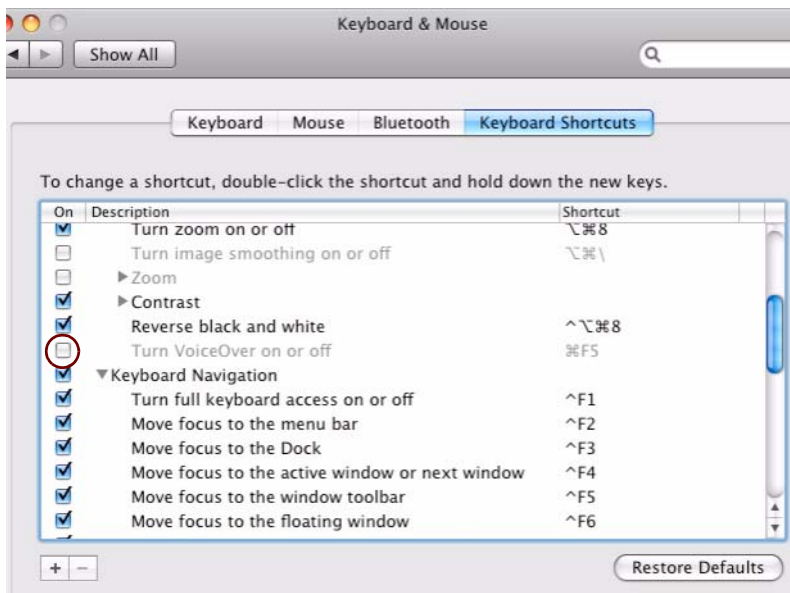 Keyboard & Mouse
Show All
Keyboard Mouse Bluetooth Keyboard Shortcuts
To change a shortcut, double-click the shortcut and hold down the new keys.
On Description Shortcut
Turn zoom on or off ⌥⌘8
Turn image smoothing on or off ⌥⌘\
Zoom
Contrast
Reverse black and white ^⌥⌘8
Turn VoiceOver on or off ⌘F5
Keyboard Navigation
Turn full keyboard access on or off ^F1
Move focus to the menu bar ^F2
Move focus to the Dock ^F3
Move focus to the active window or next window ^F4
Move focus to the window toolbar ^F5
Move focus to the floating window ^F6
+ −
Restore Defaults